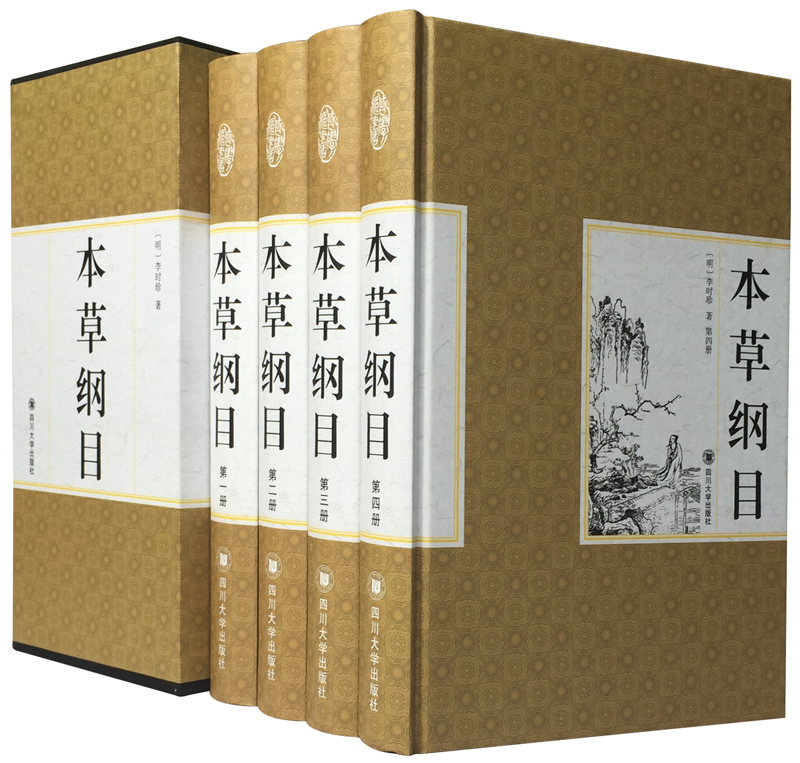 本草纲目
〔明〕李时珍 著
四川大学出版社
本草纲目
第一册
四川大学出版社
本草纲目
第二册
四川大学出版社
本草纲目
第三册
四川大学出版社
本草纲目
第四册
四川大学出版社
本草纲目
〔明〕李时珍 著 第四册
四川大学出版社